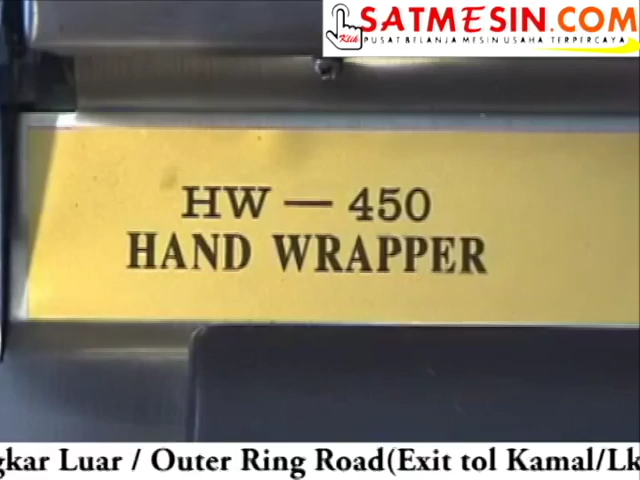 SATMESIN.COM
Klik
PUSAT BELANJA MESIN USAHA TERPERCAYA
HW — 450
HAND WRAPPER
gkar Luar / Outer Ring Road(Exit tol Kamal/Lk